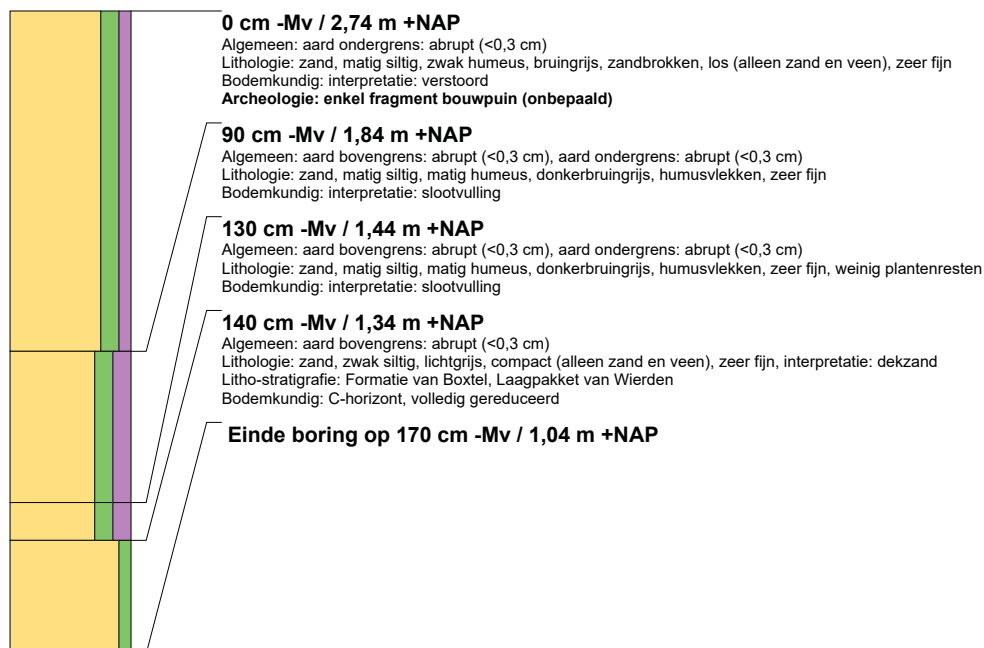 0 cm -Mv / 2,74 m +NAP
Algemeen: aard ondergrens: abrupt (<0,3 cm)
Lithologie: zand, matig siltig, zwak humeus, bruingrijs, zandbrokken, los (alleen zand en veen), zeer fijn
Bodemkundig: interpretatie: verstoord
Archeologie: enkel fragment bouwpuin (onbepaald)
90 cm -Mv / 1,84 m +NAP
Algemeen: aard bovengrens: abrupt (<0,3 cm), aard ondergrens: abrupt (<0,3 cm)
Lithologie: zand, matig siltig, matig humeus, donkerbruingrijs, humusvlekken, zeer fijn
Bodemkundig: interpretatie: slootvulling
130 cm -Mv / 1,44 m +NAP
Algemeen: aard bovengrens: abrupt (<0,3 cm), aard ondergrens: abrupt (<0,3 cm)
Lithologie: zand, matig siltig, matig humeus, donkerbruingrijs, humusvlekken, zeer fijn, weinig plantenresten
Bodemkundig: interpretatie: slootvulling
140 cm -Mv / 1,34 m +NAP
Algemeen: aard bovengrens: abrupt (<0,3 cm)
Lithologie: zand, zwak siltig, lichtgrijs, compact (alleen zand en veen), zeer fijn, interpretatie: dekzand
Litho-stratigrafie: Formatie van Boxtel, Laagpakket van Wierden
Bodemkundig: C-horizont, volledig gereduceerd
Einde boring op 170 cm -Mv / 1,04 m +NAP